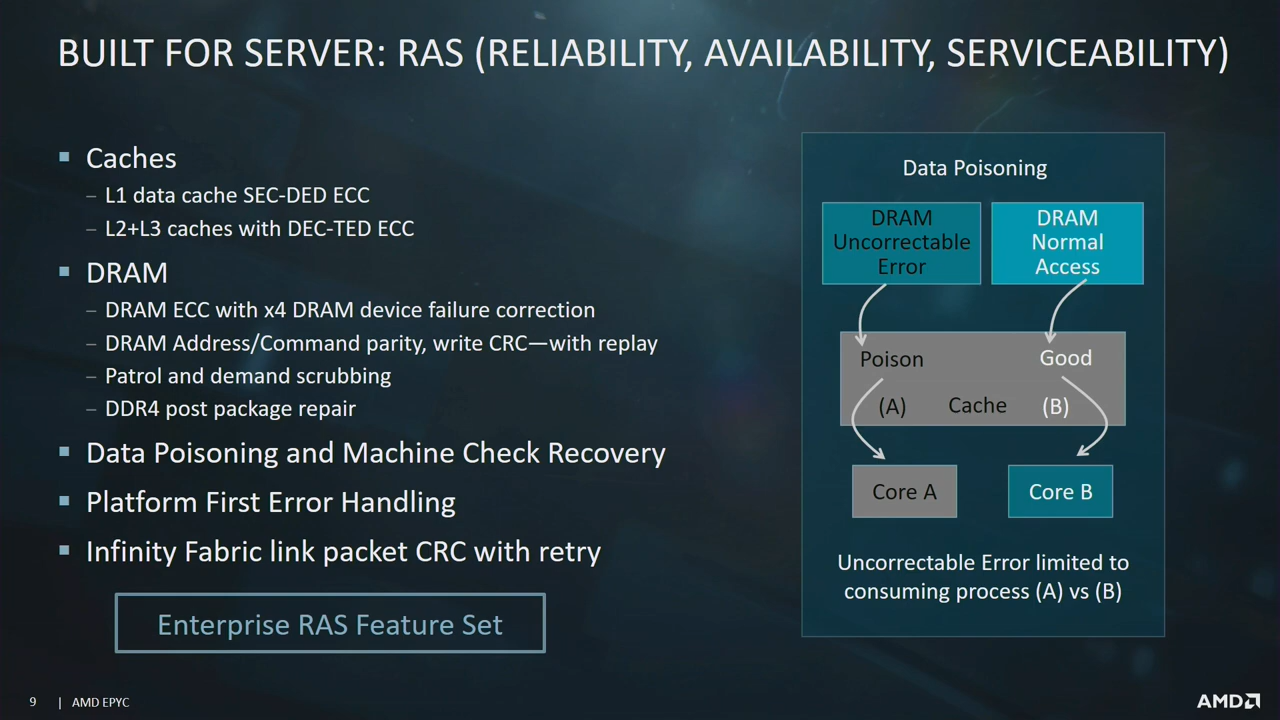 BUILT FOR SERVER: RAS (RELIABILITY, AVAILABILITY, SERVICEABILITY)
▪ Caches
– L1 data cache SEC-DED ECC
– L2+L3 caches with DEC-TED ECC
▪ DRAM
– DRAM ECC with x4 DRAM device failure correction
– DRAM Address/Command parity, write CRC—with replay
– Patrol and demand scrubbing
– DDR4 post package repair
▪ Data Poisoning and Machine Check Recovery
▪ Platform First Error Handling
▪ Infinity Fabric link packet CRC with retry
Enterprise RAS Feature Set
Data Poisoning
DRAM
Uncorrectable
Error
DRAM
Normal
Access
Poison
Good
(A)
Cache
(B)
Core A
Core B
Uncorrectable Error limited to
consuming process (A) vs (B)
9 | AMD EPYC
AMD